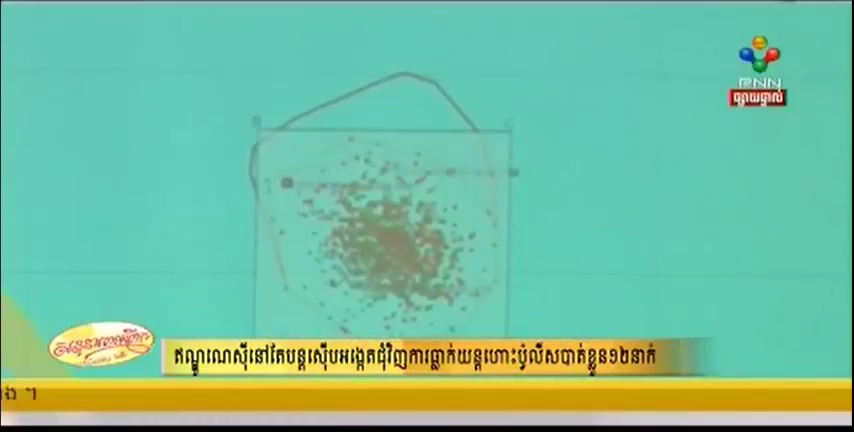 PNN
ផ្សាយផ្ទាល់
ឥណ្ឌូណេស៊ីនៅតែបន្តស៊ើបអង្កេតជុំវិញការធ្លាក់យន្តហោះប៉ូលីសបាត់ខ្លួន១២នាក់
ង ។